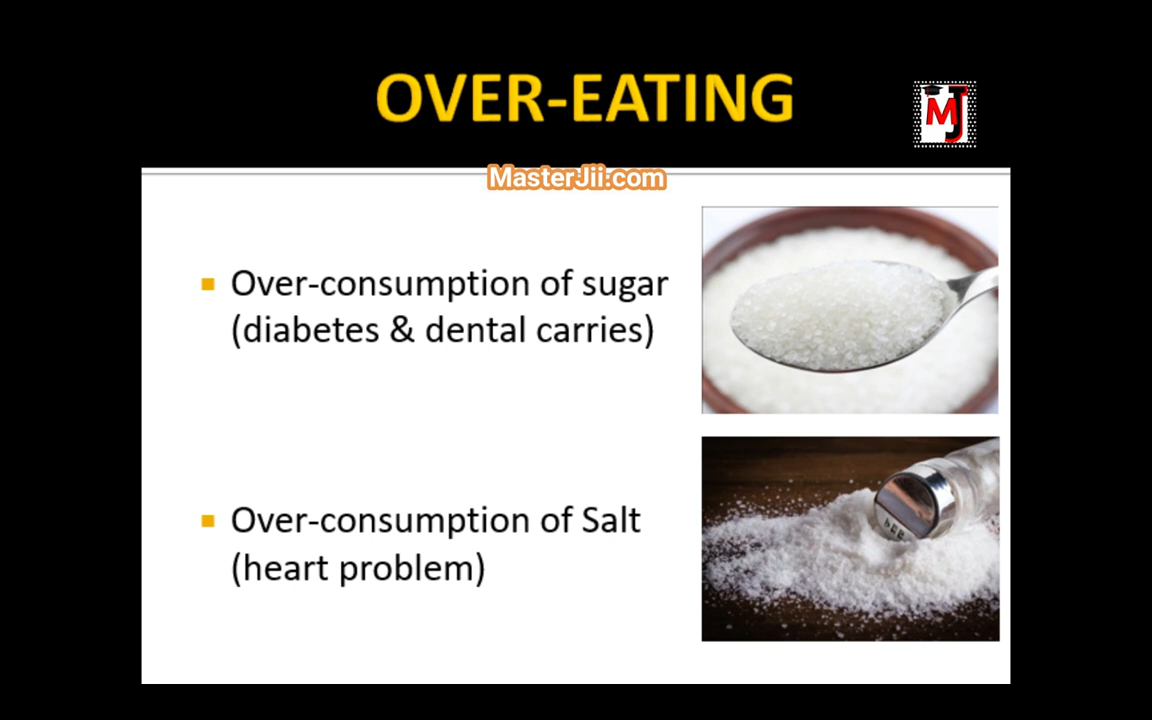 OVER-EATING
MJ
MasterJii.com
Over-consumption of sugar
(diabetes & dental carries)
Over-consumption of Salt
(heart problem)